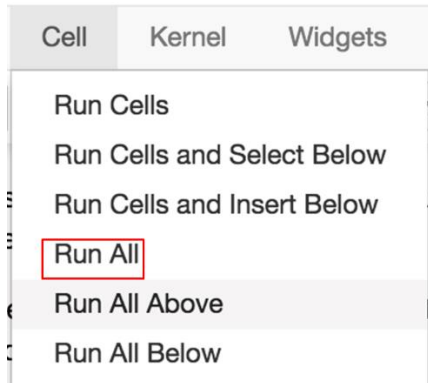 Cell Kernel Widgets
Run Cells
Run Cells and Select Below
Run Cells and Insert Below
Run All
Run All Above
Run All Below